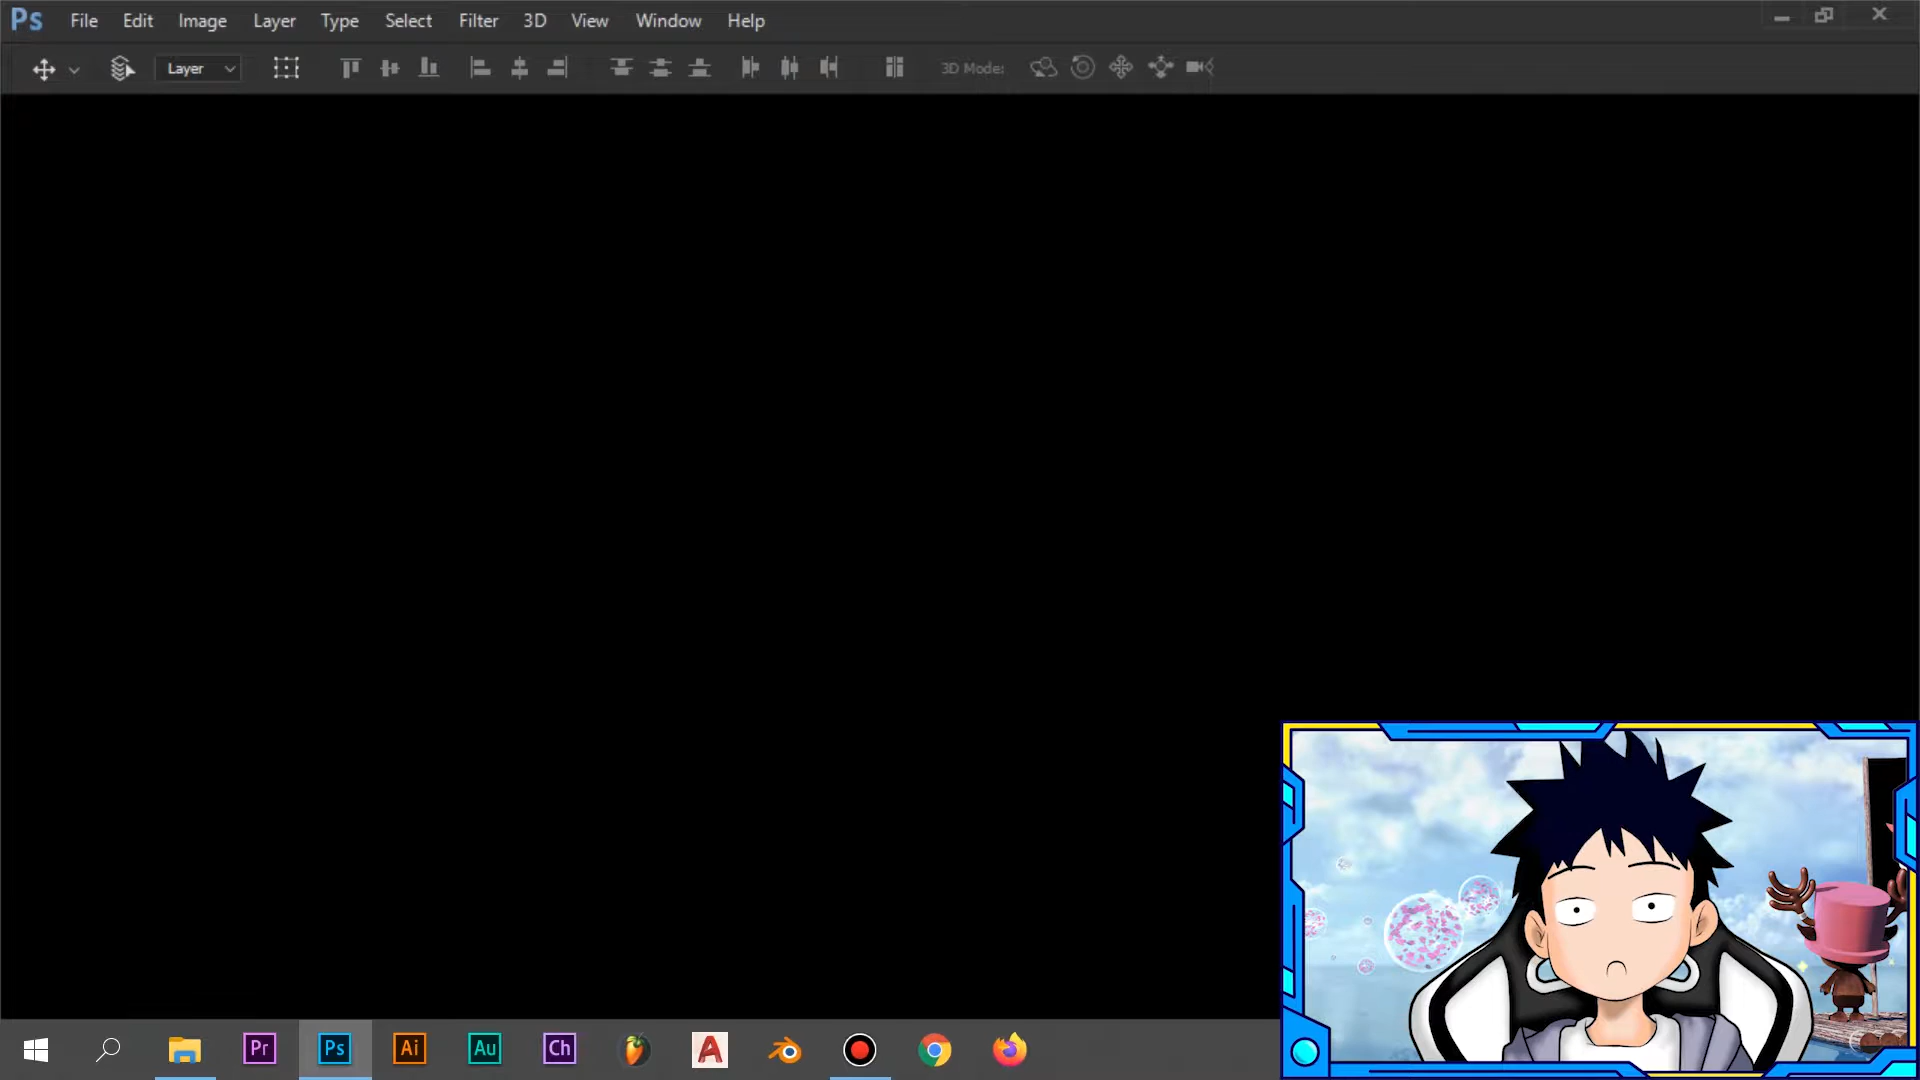 Ps File Edit Image Layer Type Select Filter 3D View Window Help
Layer 3D Mode:
Pr Ps Ai Au Ch